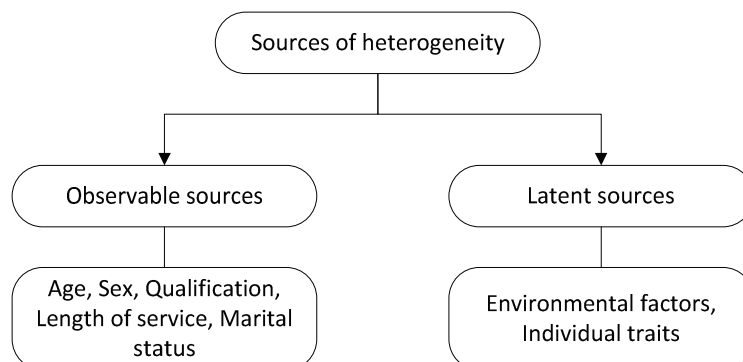 Sources of heterogeneity
Observable sources
Latent sources
Age, Sex, Qualification,
Length of service, Marital
status
Environmental factors,
Individual traits